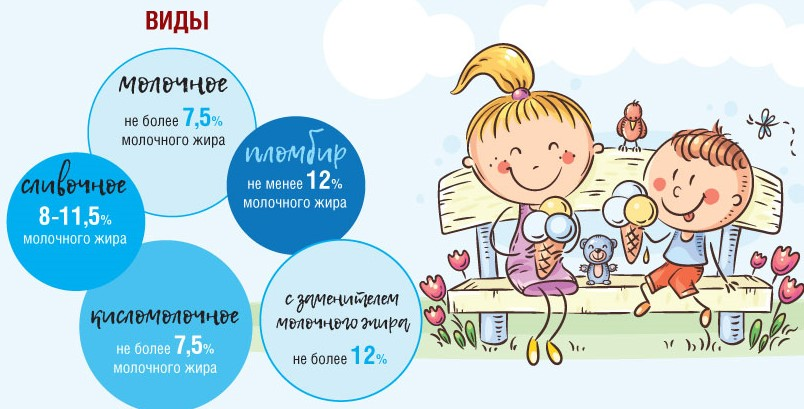 ВИДЫ
молочное
не более 7,5%
молочного жира
пломбир
не менее 12%
молочного жира
сливочное
8-11,5%
молочного жира
кисломолочное
не более 7,5%
молочного жира
с заменителем
молочного жира
не более 12%